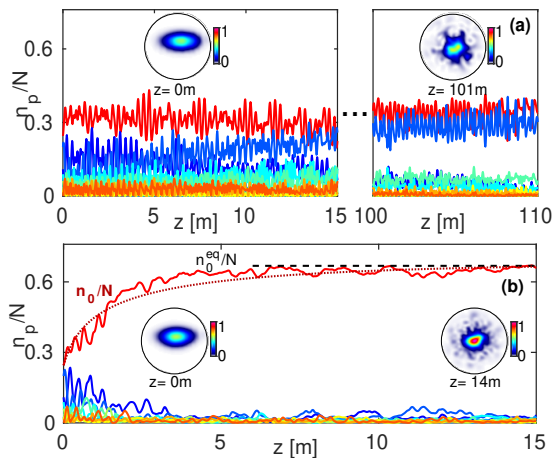 n_p/N
0.6
0.3
0
(a)
1
0
z= 0m
1
0
z= 101m
0 5 10 15 100 105 110
z [m] z [m]
n_p/N
0.6
0.3
0
n_0/N
n_0^eq/N
(b)
1
0
z= 0m
1
0
z= 14m
0 5 10 15
z [m]